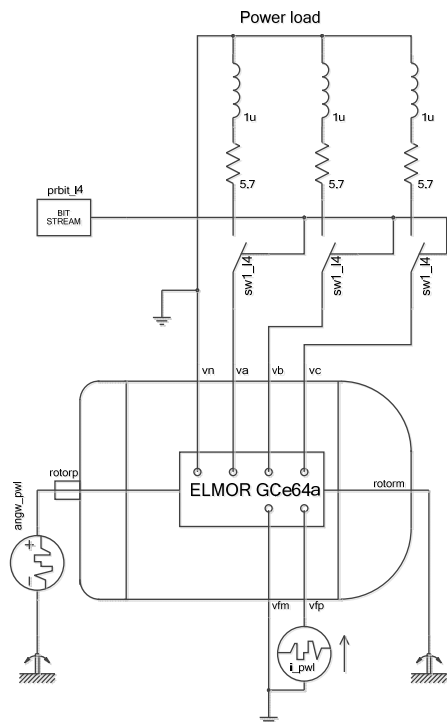 Power load
1u
1u
1u
5.7
5.7
5.7
prbit_l4
BIT
STREAM
sw1_l4
sw1_l4
sw1_l4
vn
va
vb
vc
rotorp
ELMOR GCe64a
rotorm
angw_pwl
+
−
vfm
vfp
i_pwl